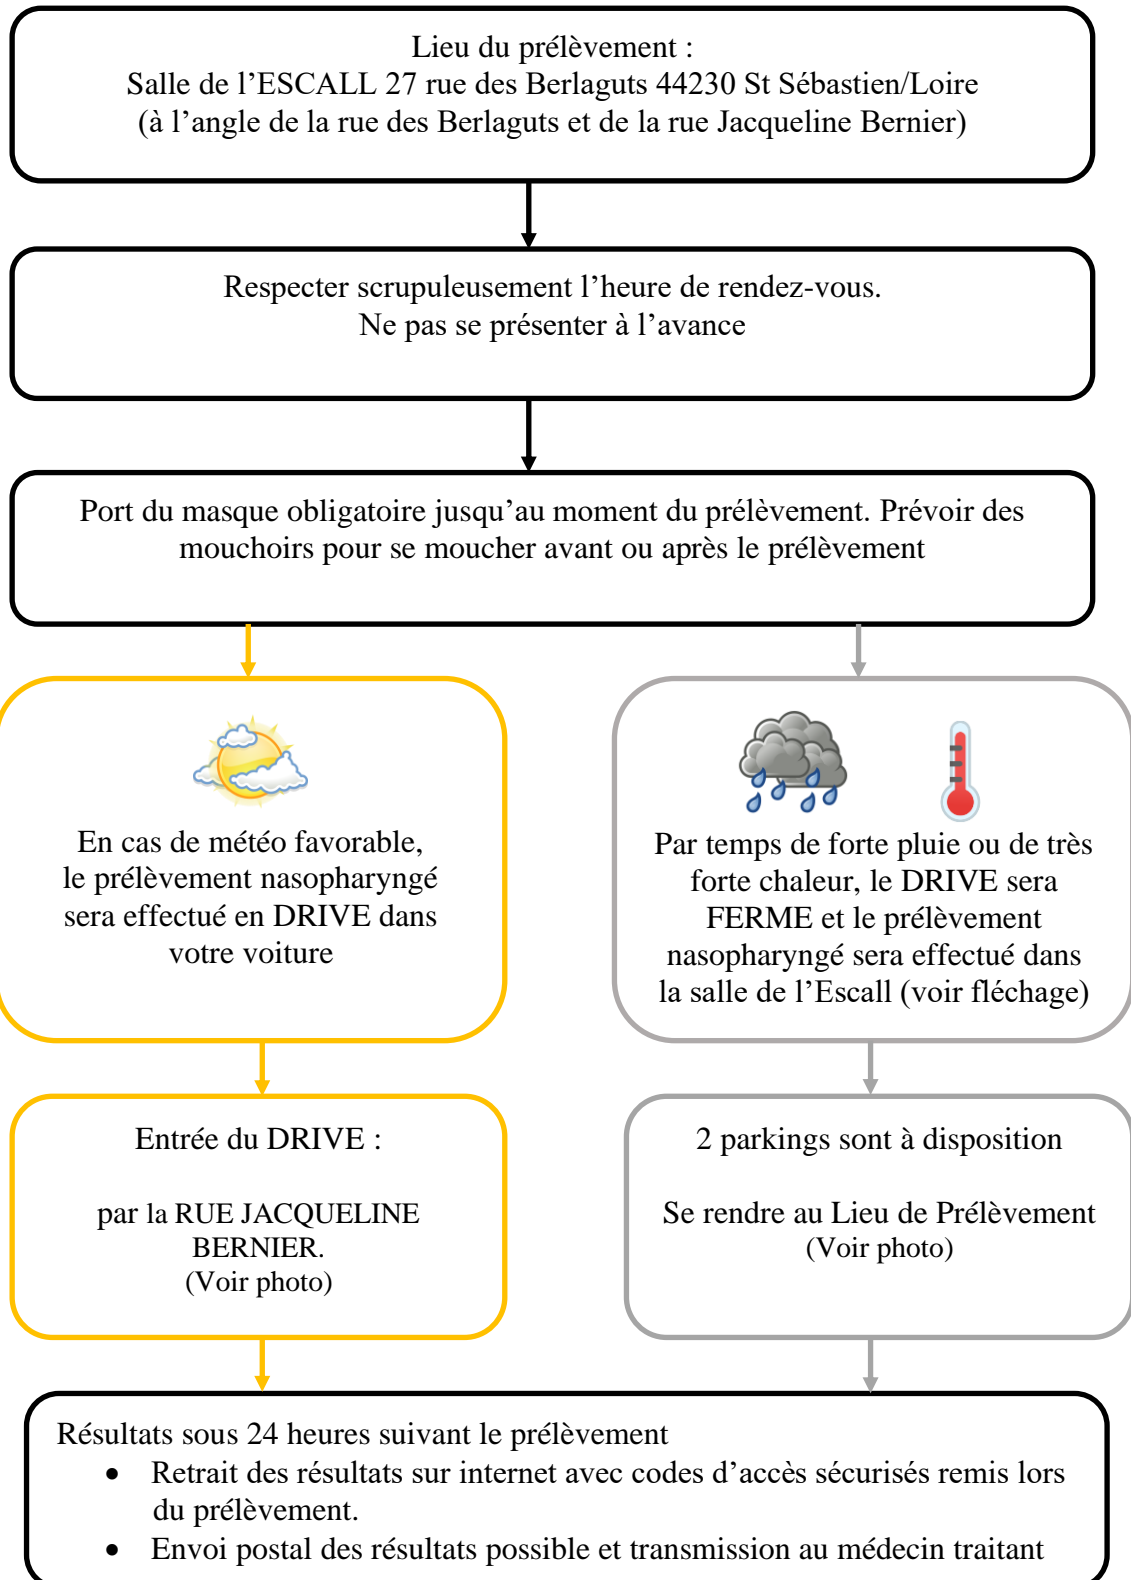 Lieu du prélèvement :
Salle de l’ESCALL 27 rue des Berlaguts 44230 St Sébastien/Loire
(à l’angle de la rue des Berlaguts et de la rue Jacqueline Bernier)
Respecter scrupuleusement l’heure de rendez-vous.
Ne pas se présenter à l’avance
Port du masque obligatoire jusqu’au moment du prélèvement. Prévoir des
mouchoirs pour se moucher avant ou après le prélèvement
En cas de météo favorable,
le prélèvement nasopharyngé
sera effectué en DRIVE dans
votre voiture
Par temps de forte pluie ou de très
forte chaleur, le DRIVE sera
FERME et le prélèvement
nasopharyngé sera effectué dans
la salle de l’Escall (voir fléchage)
Entrée du DRIVE :
par la RUE JACQUELINE
BERNIER.
(Voir photo)
2 parkings sont à disposition
Se rendre au Lieu de Prélèvement
(Voir photo)
Résultats sous 24 heures suivant le prélèvement
• Retrait des résultats sur internet avec codes d’accès sécurisés remis lors
du prélèvement.
• Envoi postal des résultats possible et transmission au médecin traitant